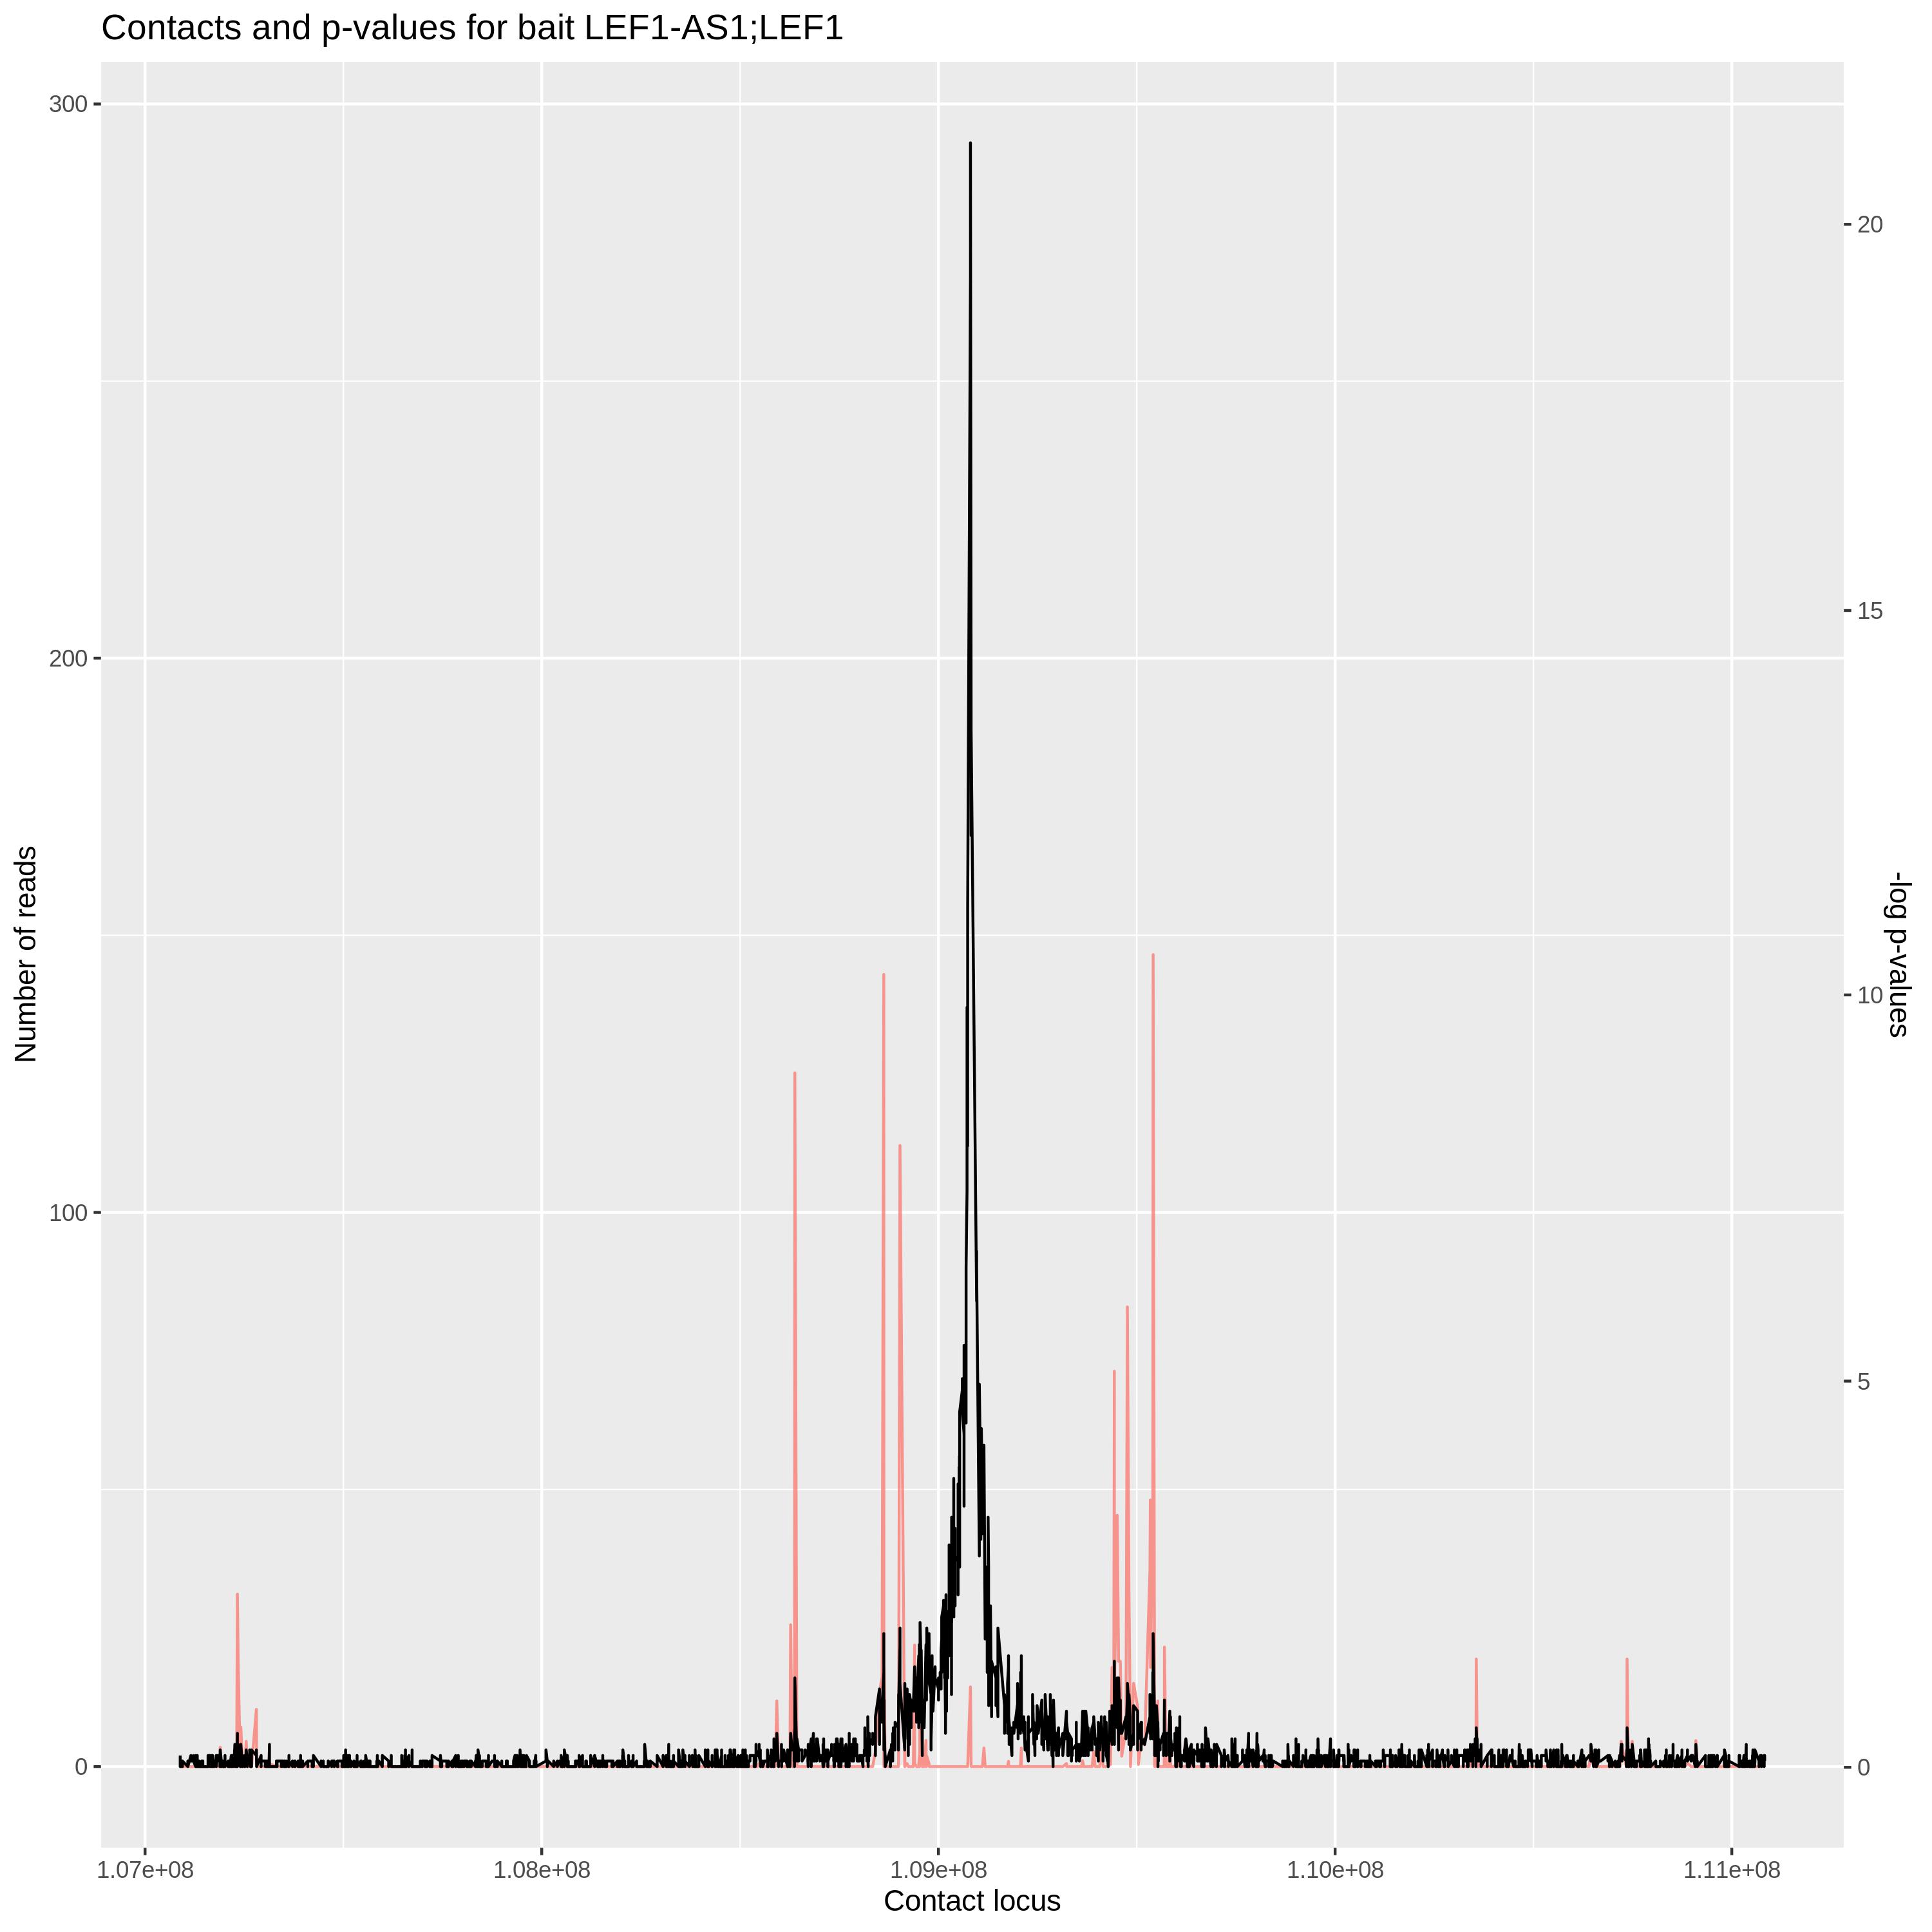 Contacts and p-values for bait LEF1-AS1;LEF1
300
200
100
0
Number of reads
20
15
10
5
0
-log p-values
1.07e+08
1.08e+08
1.09e+08
1.10e+08
1.11e+08
Contact locus